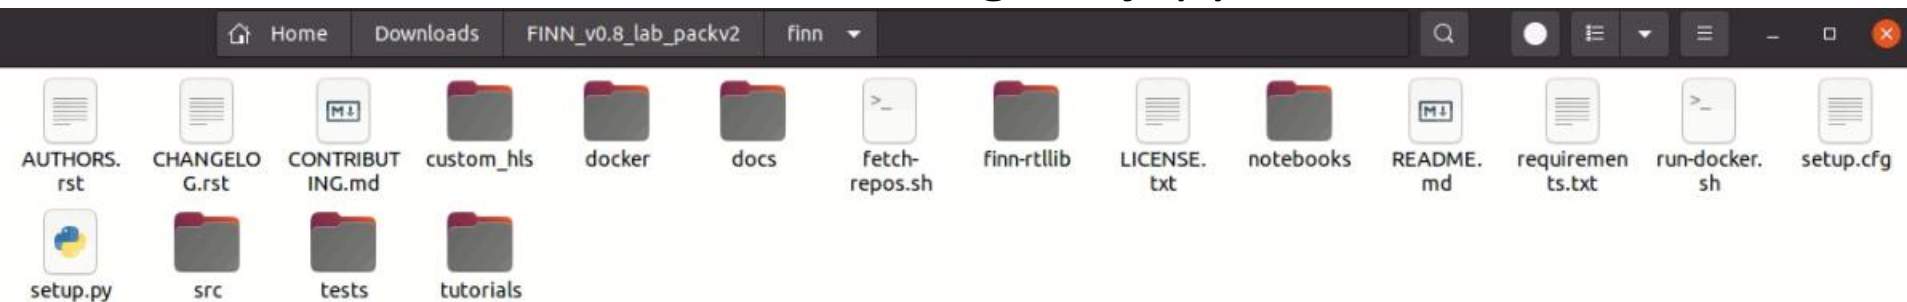 Home Downloads FINN_v0.8_lab_packv2 finn
AUTHORS. CHANGELO CONTRIBUT custom_hls docker docs fetch- finn-rtllib LICENSE. notebooks README. requiremen run-docker. setup.cfg
rst G.rst ING.md repos.sh txt md ts.txt sh
setup.py src tests tutorials